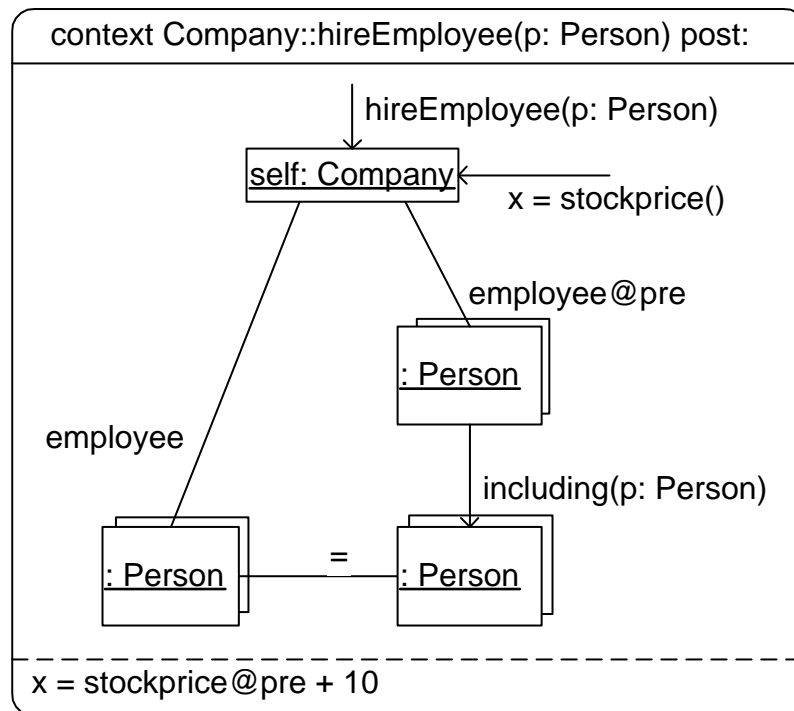 context Company::hireEmployee(p: Person) post:
hireEmployee(p: Person)
self: Company
x = stockprice()
employee@pre
: Person
employee
including(p: Person)
: Person
=
: Person
x = stockprice@pre + 10